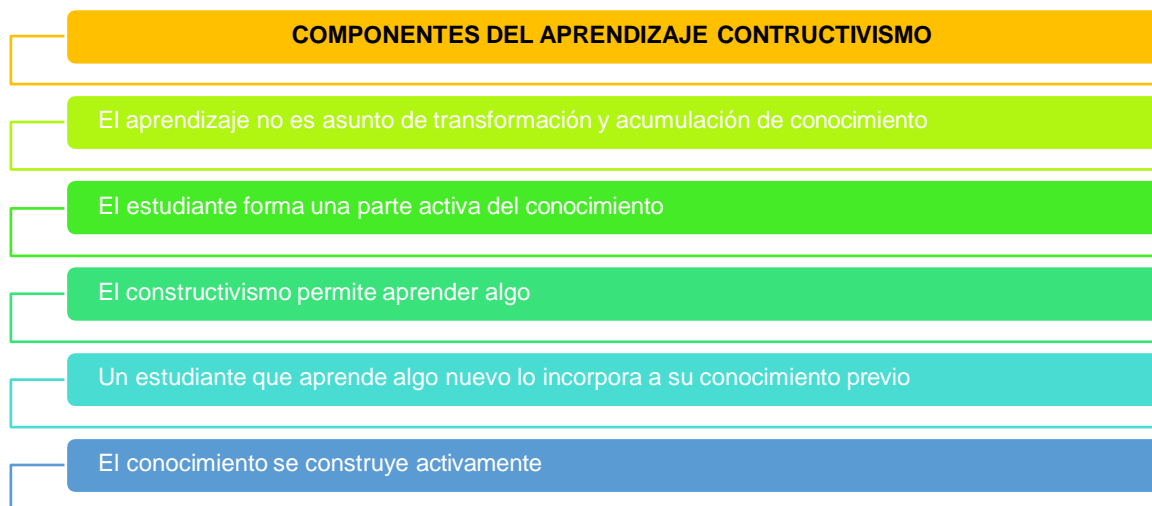 COMPONENTES DEL APRENDIZAJE CONTRUCTIVISMO
El aprendizaje no es asunto de transformación y acumulación de conocimiento
El estudiante forma una parte activa del conocimiento
El constructivismo permite aprender algo
Un estudiante que aprende algo nuevo lo incorpora a su conocimiento previo
El conocimiento se construye activamente